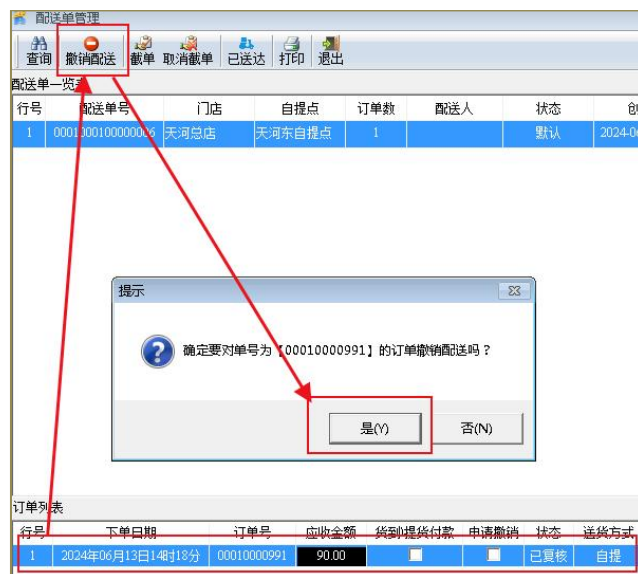 配送单管理
查询 撤销配送 截单 取消截单 已送达 打印 退出
配送单一览表
行号 配送单号 门店 自提点 订单数 配送人 状态
1 0001000100000006 天河总店 天河东自提点 1 默认
提示
确定要对单号为【00010000991】的订单撤销配送吗？
是(Y) 否(N)
订单列表
行号 下单日期 订单号 应收金额 货到提货付款 申请撤销 状态 送货方式
1 2024年06月13日14时18分 00010000991 90.00 已复核 自提